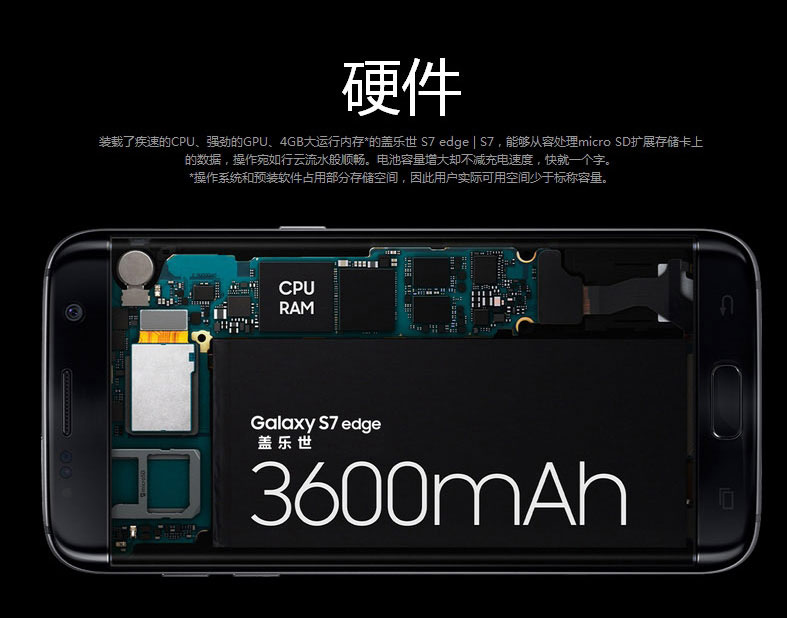 硬件
装载了疾速的CPU、强劲的GPU、4GB大运行内存*的盖乐世 S7 edge | S7，能够从容处理micro SD扩展存储卡上
的数据，操作宛如行云流水般顺畅。电池容量增大却不减充电速度，快就一个字。
*操作系统和预装软件占用部分存储空间，因此用户实际可用空间少于标称容量。
CPU
RAM
Galaxy S7 edge
盖乐世
3600mAh